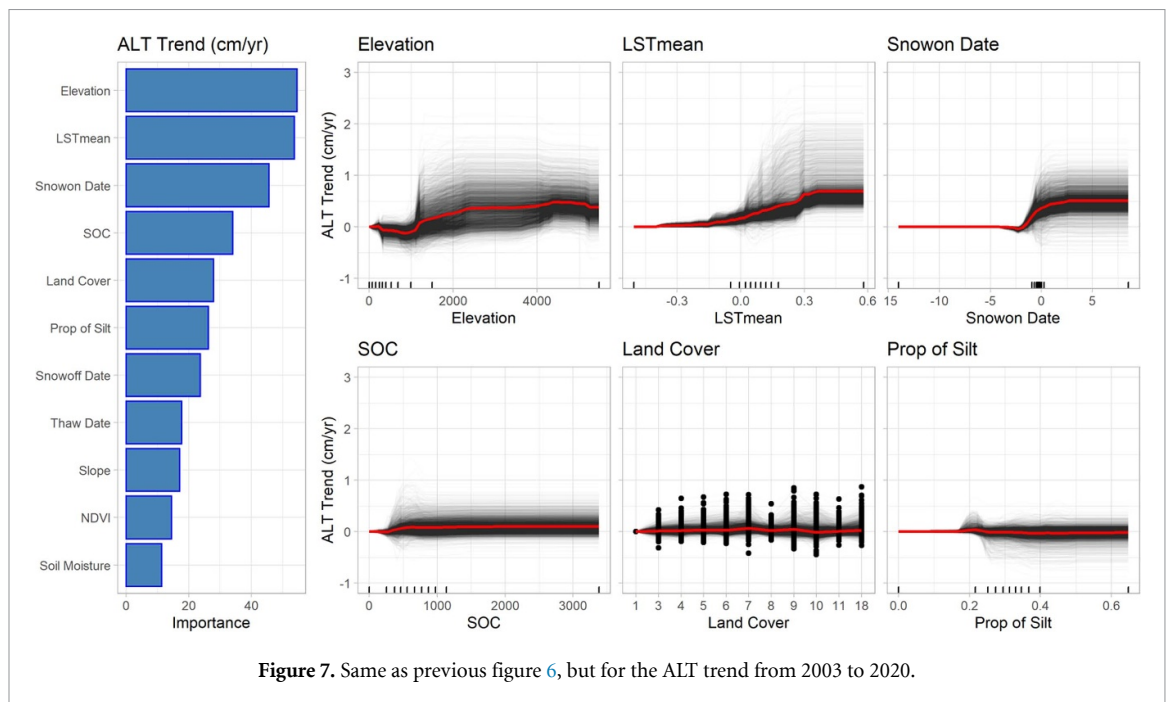 ALT Trend (cm/yr)
Elevation
LSTmean
Snowon Date
SOC
Land Cover
Prop of Silt
Snowoff Date
Thaw Date
Slope
NDVI
Soil Moisture
0 20 40
Importance
Elevation
ALT Trend (cm/yr)
3
2
1
0
-1
0 2000 4000
Elevation
LSTmean
-0.3 0.0 0.3 0.6
LSTmean
Snowon Date
15 -10 -5 0 5
Snowon Date
SOC
ALT Trend (cm/yr)
3
2
1
0
-1
0 1000 2000 3000
SOC
Land Cover
1 3 4 5 6 7 8 9 10 11 18
Land Cover
Prop of Silt
0.0 0.2 0.4 0.6
Prop of Silt
Figure 7. Same as previous figure 6, but for the ALT trend from 2003 to 2020.